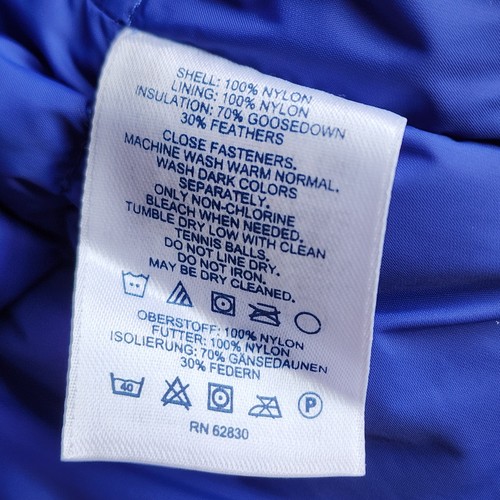 SHELL: 100% NYLON
LINING: 100% NYLON
INSULATION: 70% GOOSEDOWN
30% FEATHERS
CLOSE FASTENERS.
MACHINE WASH WARM NORMAL.
WASH DARK COLORS
SEPARATELY.
ONLY NON-CHLORINE
BLEACH WHEN NEEDED.
TUMBLE DRY LOW WITH CLEAN
TENNIS BALLS.
DO NOT LINE DRY.
DO NOT IRON.
MAY BE DRY CLEANED.
OBERSTOFF: 100% NYLON
FUTTER: 100% NYLON
ISOLIERUNG: 70% GÄNSEDAUNEN
30% FEDERN
40 P
RN 62830